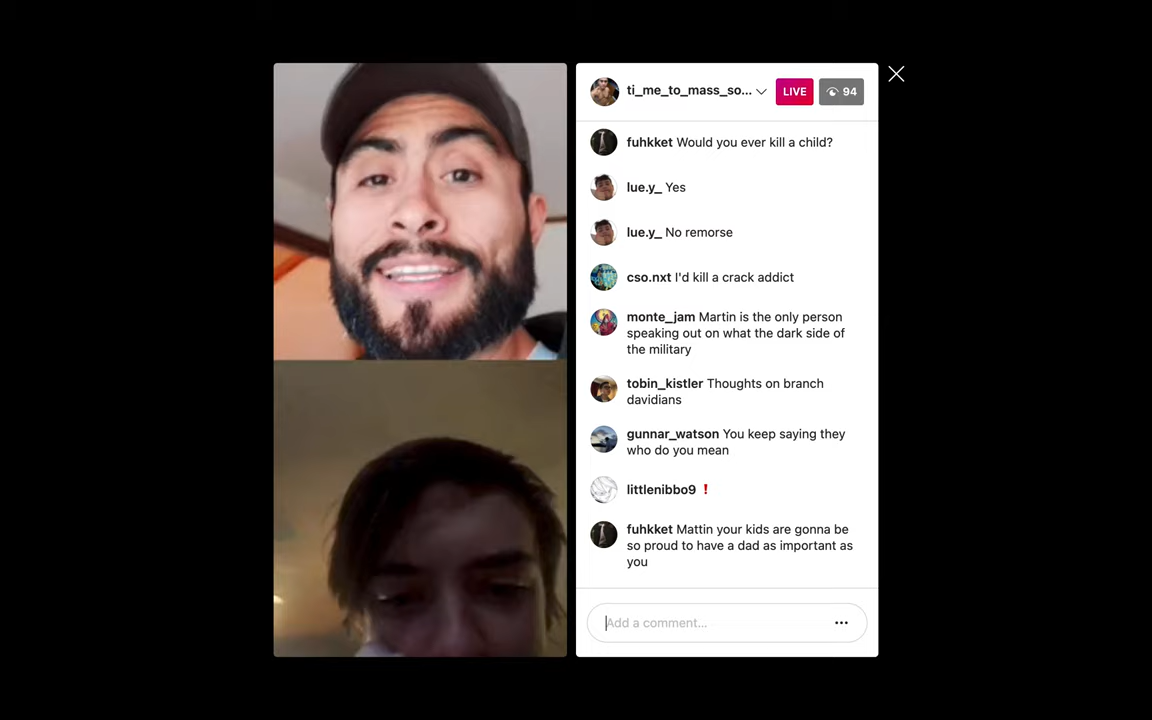 ti_me_to_mass_so...
LIVE
94
fuhkket Would you ever kill a child?
lue.y_ Yes
lue.y_ No remorse
cso.nxt I'd kill a crack addict
monte_jam Martin is the only person
speaking out on what the dark side of
the military
tobin_kistler Thoughts on branch
davidians
gunnar_watson You keep saying they
who do you mean
littlenibbo9 ❗
fuhkket Mattin your kids are gonna be
so proud to have a dad as important as
you
Add a comment...